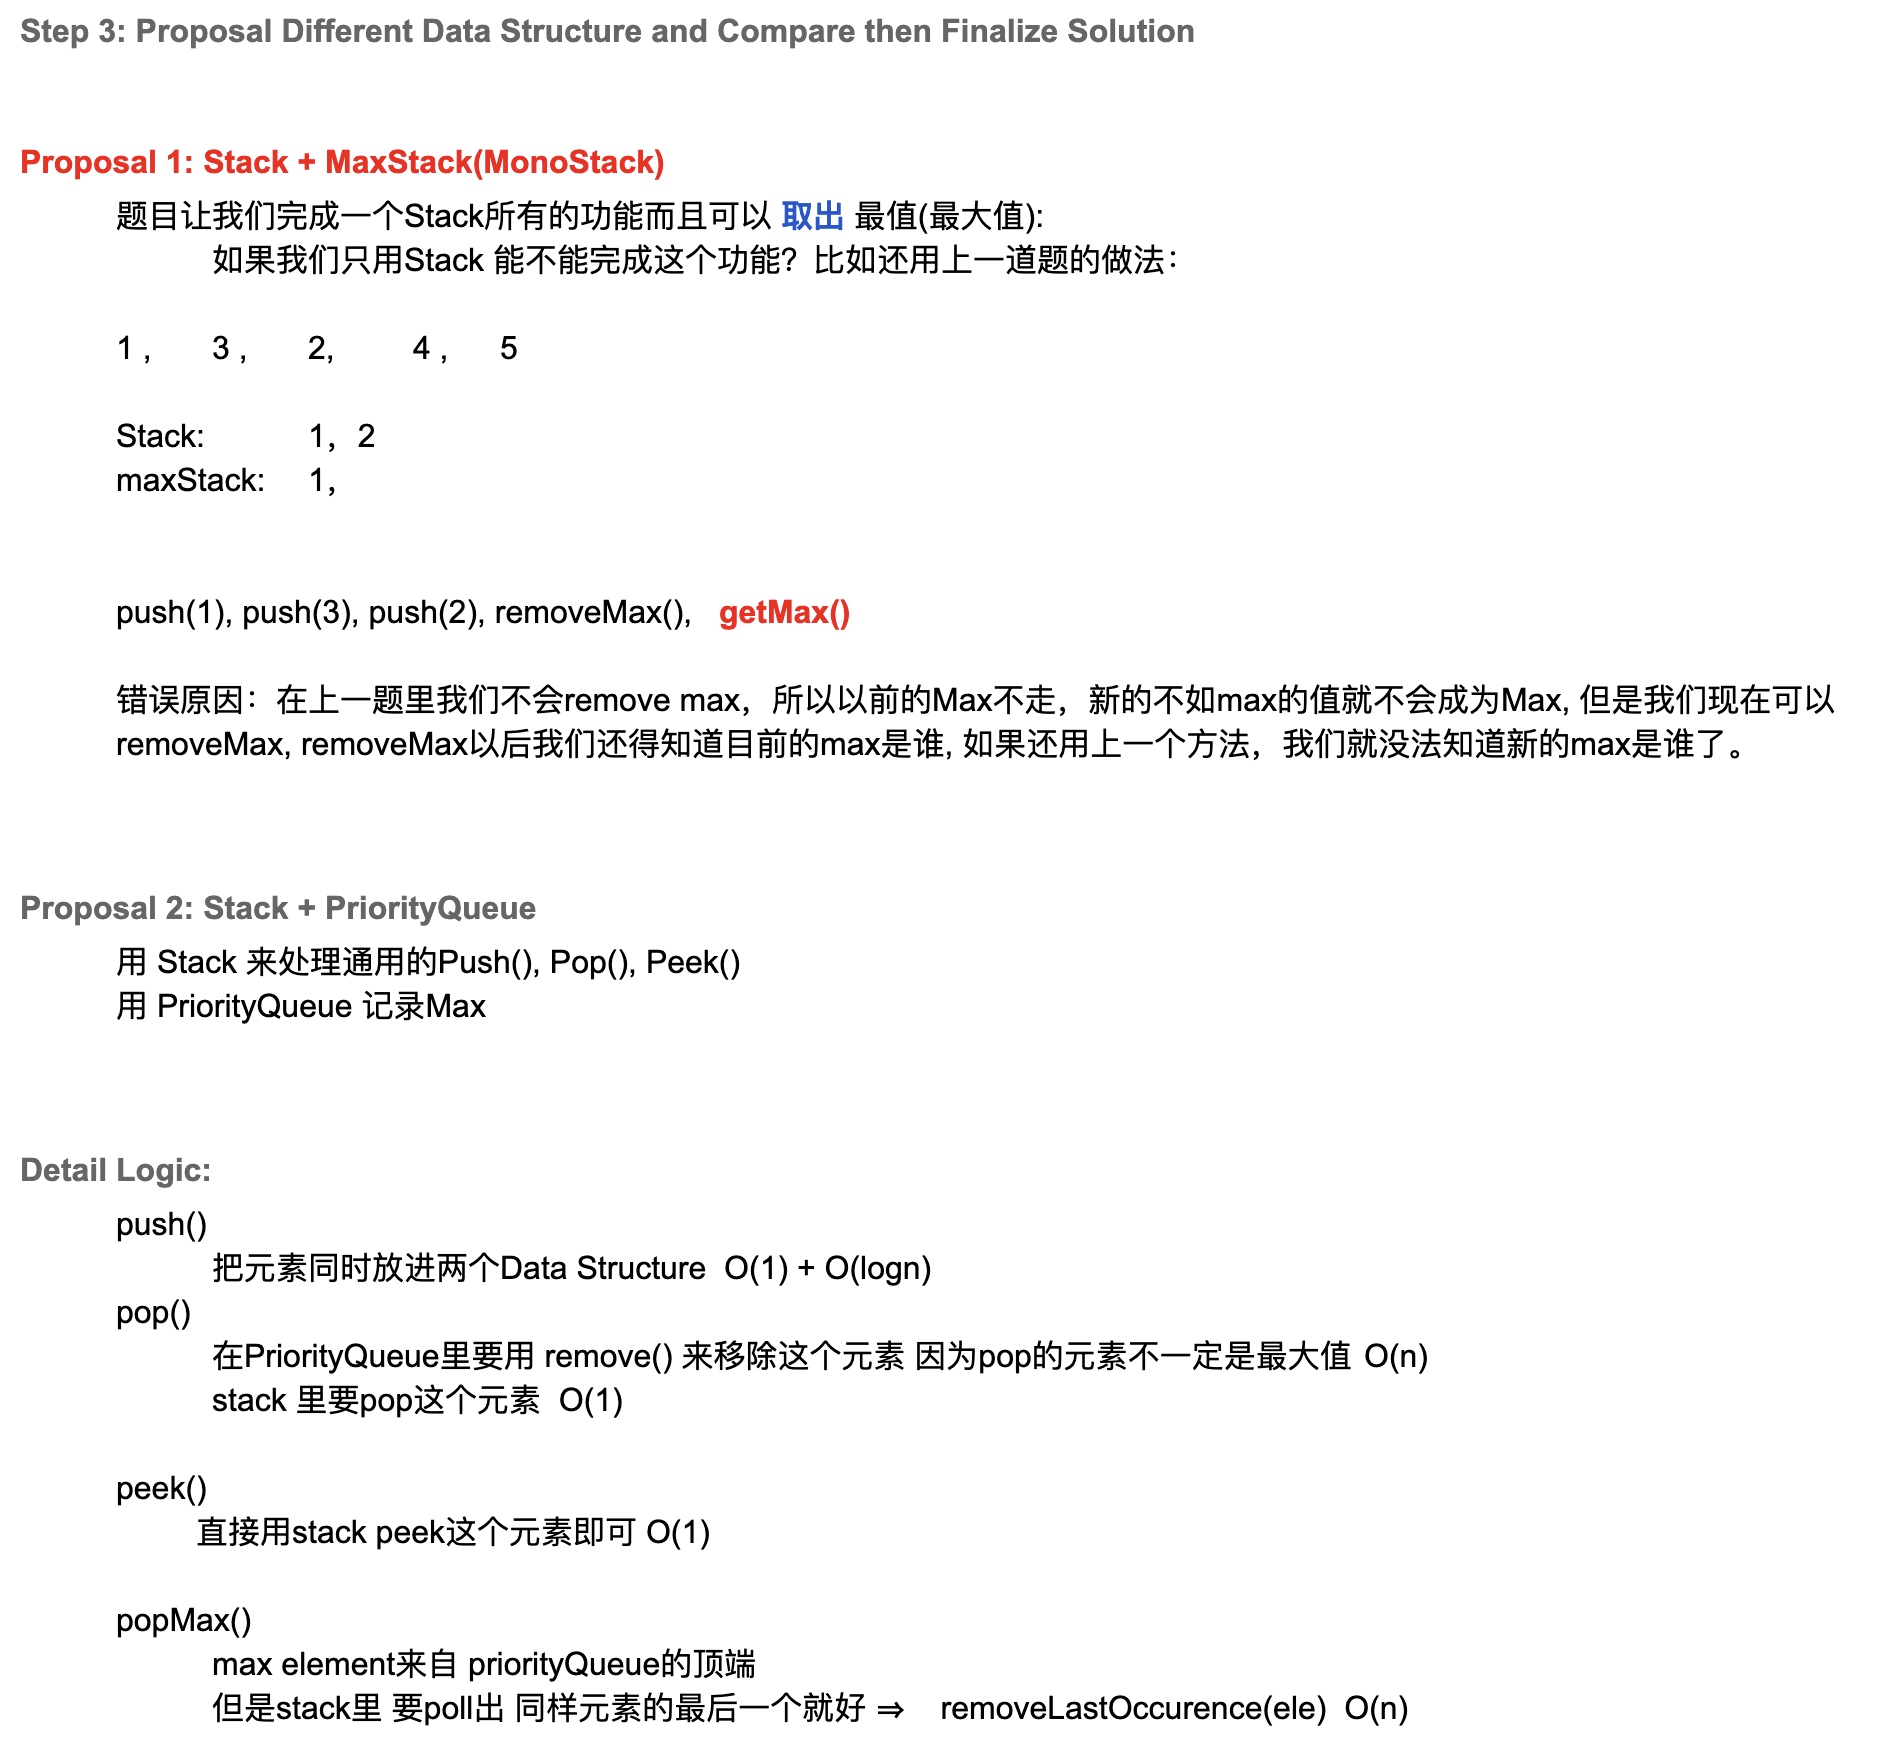 Step 3: Proposal Different Data Structure and Compare then Finalize Solution
Proposal 1: Stack + MaxStack(MonoStack)
题目让我们完成一个Stack所有的功能而且可以 取出 最值(最大值):
如果我们只用Stack 能不能完成这个功能？比如还用上一道题的做法：
1 , 3 , 2, 4 , 5
Stack: 1，2
maxStack: 1,
push(1), push(3), push(2), removeMax(), getMax()
错误原因：在上一题里我们不会remove max，所以以前的Max不走，新的不如max的值就不会成为Max, 但是我们现在可以
removeMax, removeMax以后我们还得知道目前的max是谁, 如果还用上一个方法，我们就没法知道新的max是谁了。
Proposal 2: Stack + PriorityQueue
用 Stack 来处理通用的Push(), Pop(), Peek()
用 PriorityQueue 记录Max
Detail Logic:
push()
把元素同时放进两个Data Structure O(1) + O(logn)
pop()
在PriorityQueue里要用 remove() 来移除这个元素 因为pop的元素不一定是最大值 O(n)
stack 里要pop这个元素 O(1)
peek()
直接用stack peek这个元素即可 O(1)
popMax()
max element来自 priorityQueue的顶端
但是stack里 要poll出 同样元素的最后一个就好 ⇒ removeLastOccurence(ele) O(n)